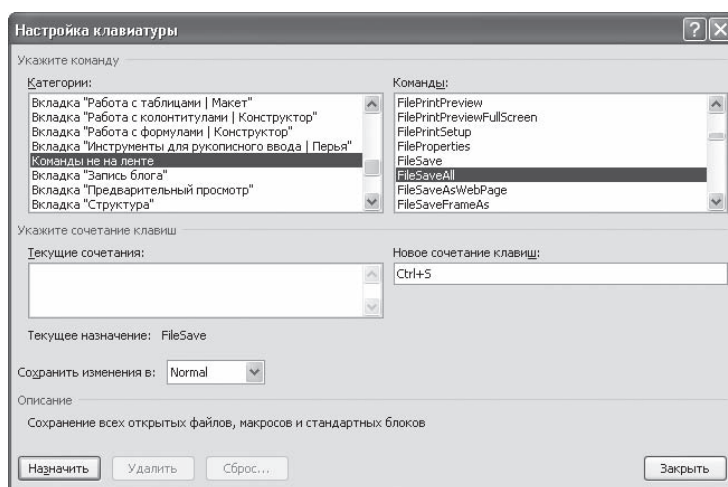 Настройка клавиатуры
Укажите команду
Категории:
Вкладка "Работа с таблицами | Макет"
Вкладка "Работа с колонтитулами | Конструктор"
Вкладка "Работа с формулами | Конструктор"
Вкладка "Инструменты для рукописного ввода | Перья"
Команды не на ленте
Вкладка "Запись блога"
Вкладка "Предварительный просмотр"
Вкладка "Структура"
Команды:
FilePrintPreview
FilePrintPreviewFullScreen
FilePrintSetup
FileProperties
FileSave
FileSaveAll
FileSaveAsWebPage
FileSaveFrameAs
Укажите сочетание клавиш
Текущие сочетания:
Новое сочетание клавиш:
Ctrl+S
Текущее назначение: FileSave
Сохранить изменения в: Normal
Описание
Сохранение всех открытых файлов, макросов и стандартных блоков
Назначить Удалить Сброс... Закрыть